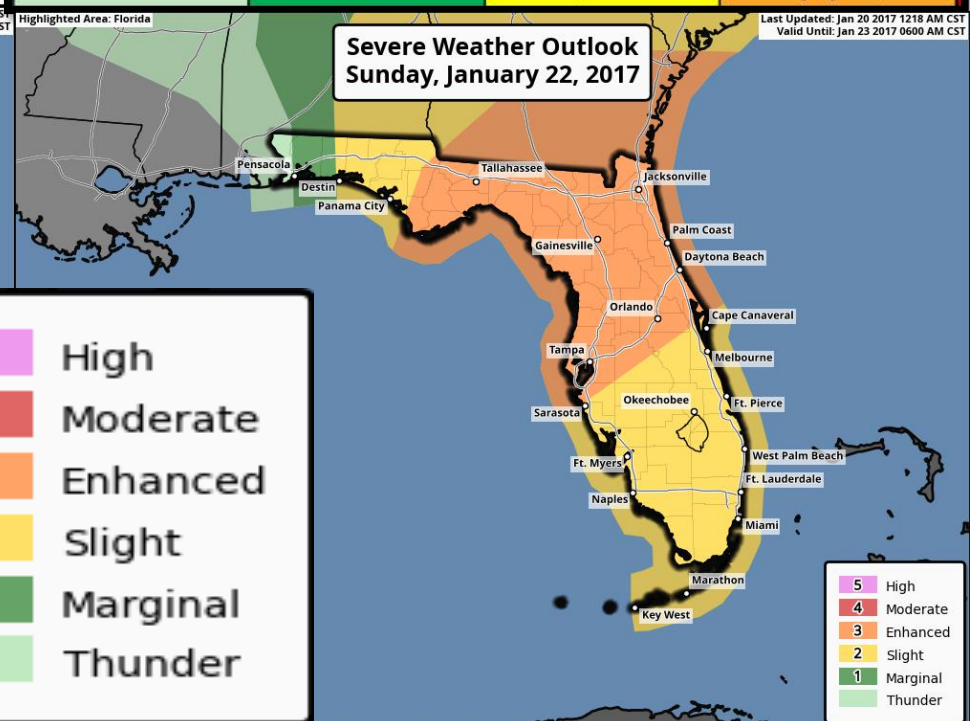 ST
ST
Highlighted Area: Florida
Last Updated: Jan 20 2017 1218 AM CST
Valid Until: Jan 23 2017 0600 AM CST
Severe Weather Outlook
Sunday, January 22, 2017
Pensacola
Destin
Panama City
Tallahassee
Jacksonville
Gainesville
Palm Coast
Daytona Beach
Orlando
Cape Canaveral
Tampa
Melbourne
Sarasota
Okeechobee
Ft. Pierce
Ft. Myers
West Palm Beach
Naples
Ft. Lauderdale
Miami
Marathon
Key West
High
Moderate
Enhanced
Slight
Marginal
Thunder
5 High
4 Moderate
3 Enhanced
2 Slight
1 Marginal
Thunder